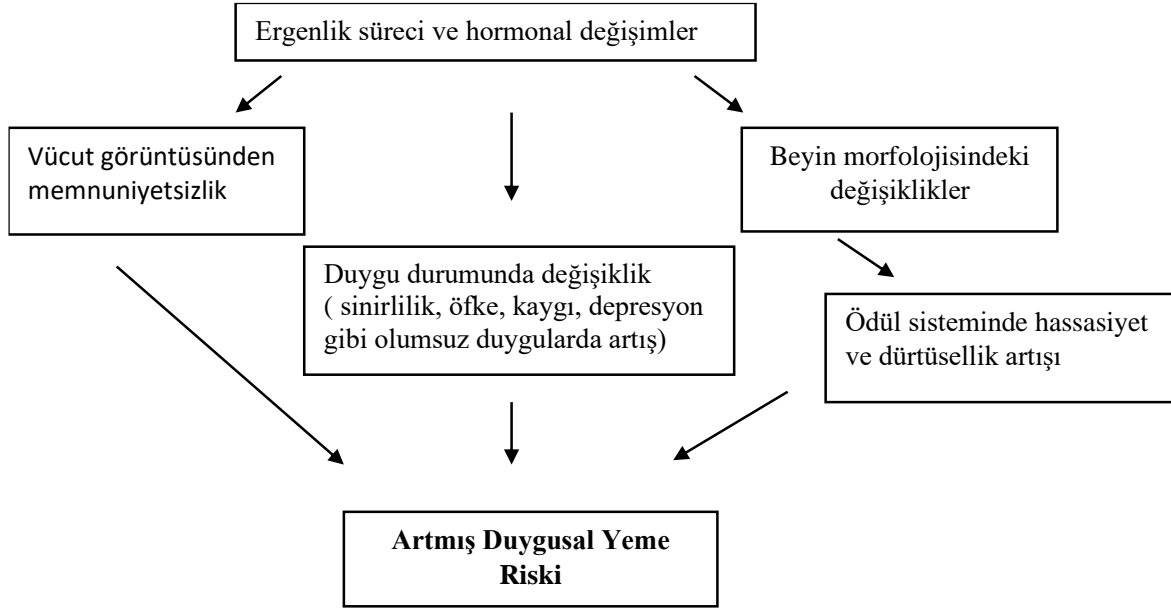 Ergenlik süreci ve hormonal değişimler
Vücut görüntüsünden
memnuniyetsizlik
Beyin morfolojisindeki
değişiklikler
Duygu durumunda değişiklik
( sinirlilik, öfke, kaygı, depresyon
gibi olumsuz duygularda artış)
Ödül sisteminde hassasiyet
ve dürtüsellik artışı
Artmış Duygusal Yeme
Riski